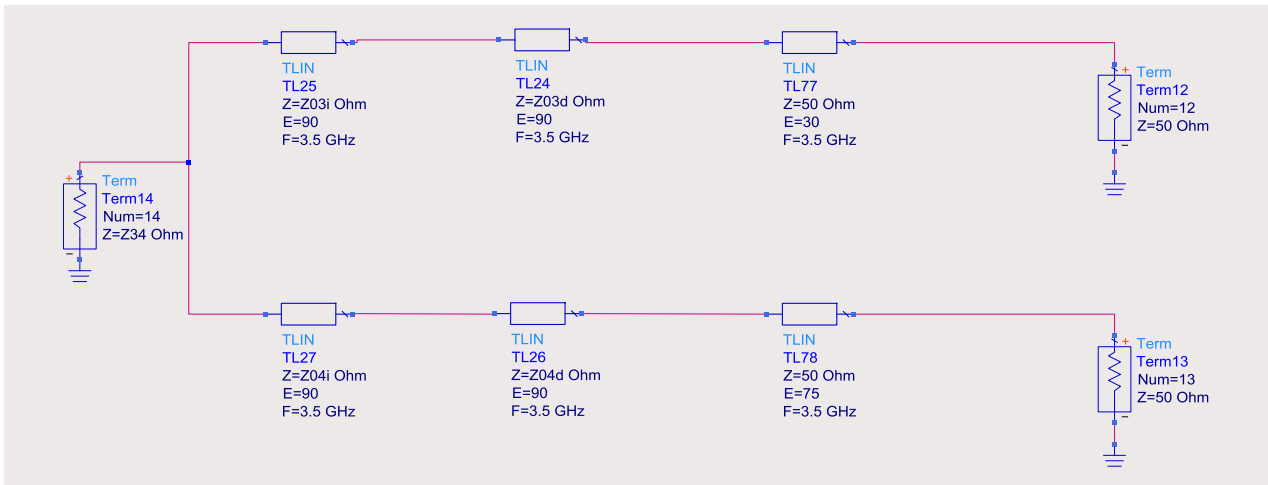 TLIN
TL25
Z=Z03i Ohm
E=90
F=3.5 GHz
TLIN
TL24
Z=Z03d Ohm
E=90
F=3.5 GHz
TLIN
TL77
Z=50 Ohm
E=30
F=3.5 GHz
+
Term
Term12
Num=12
Z=50 Ohm
−
+
Term
Term14
Num=14
Z=Z34 Ohm
−
TLIN
TL27
Z=Z04i Ohm
E=90
F=3.5 GHz
TLIN
TL26
Z=Z04d Ohm
E=90
F=3.5 GHz
TLIN
TL78
Z=50 Ohm
E=75
F=3.5 GHz
+
Term
Term13
Num=13
Z=50 Ohm
−